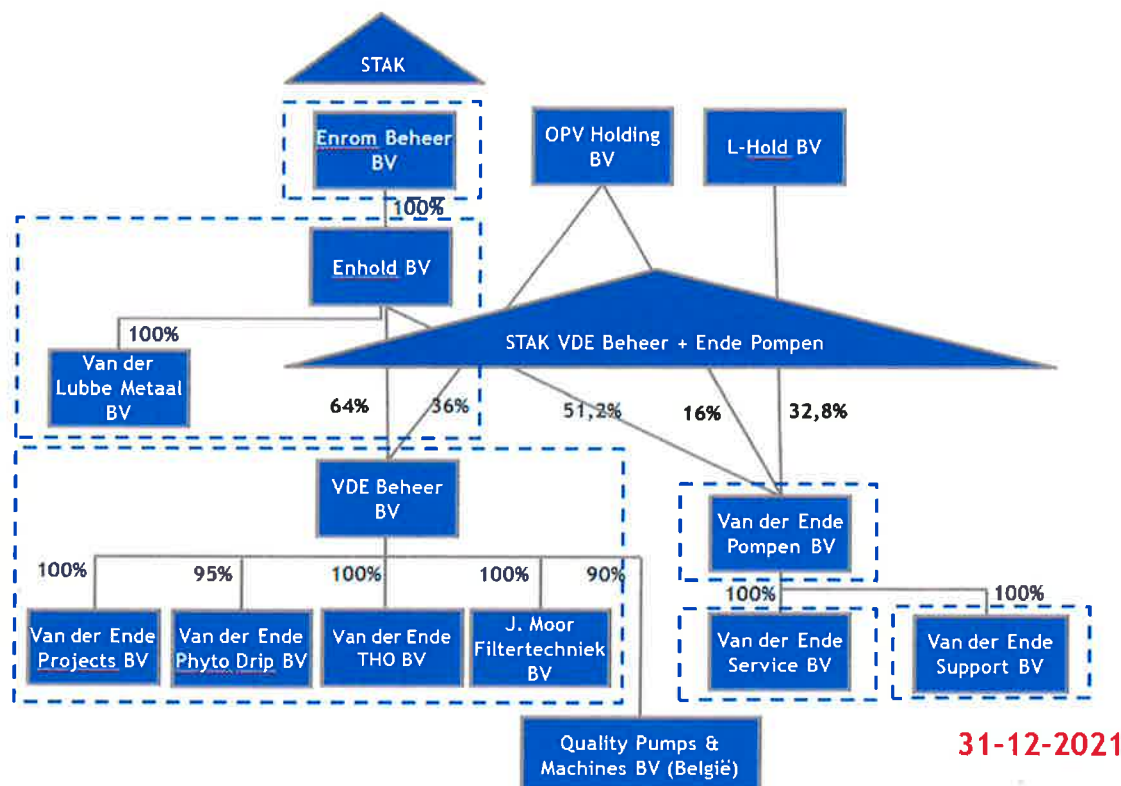 STAK
Enrom Beheer
BV
OPV Holding
BV
L-Hold BV
100%
Enhold BV
100%
STAK VDE Beheer + Ende Pompen
Van der
Lubbe Metaal
BV
64%
36%
51,2%
16%
32,8%
VDE Beheer
BV
Van der Ende
Pompen BV
100%
95%
100%
100%
90%
100%
100%
Van der Ende
Projects BV
Van der Ende
Phyto Drip BV
Van der Ende
THO BV
J. Moor
Filtertechniek
BV
Van der Ende
Service BV
Van der Ende
Support BV
Quality Pumps &
Machines BV (België)
31-12-2021